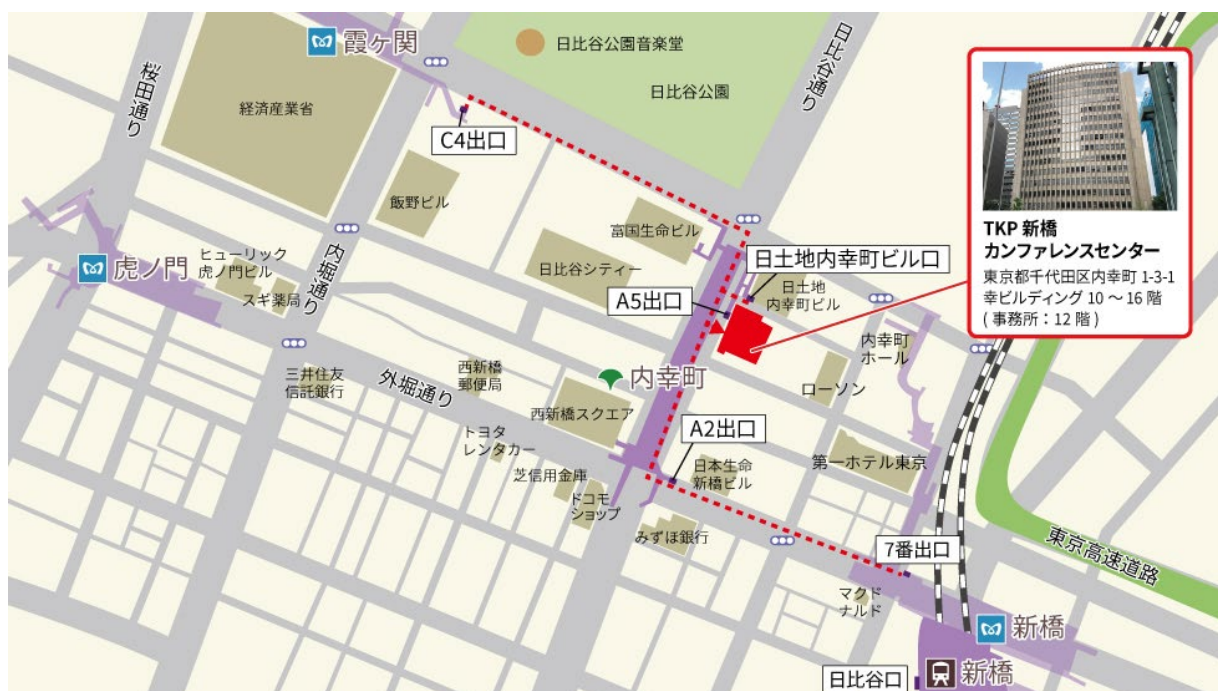 霞ヶ関
日比谷公園音楽堂
日比谷公園
日比谷通り
桜田通り
経済産業省
C4出口
飯野ビル
富国生命ビル
日比谷シティー
内堀通り
虎ノ門
ヒューリック
虎ノ門ビル
スギ薬局
日土地内幸町ビル口
日土地
内幸町ビル
A5出口
TKP 新橋
カンファレンスセンター
東京都千代田区内幸町 1-3-1
幸ビルディング 10 〜 16 階
( 事務所：12 階 )
内幸町
ホール
ローソン
三井住友
信託銀行
外堀通り
西新橋
郵便局
内幸町
西新橋スクエア
A2出口
トヨタ
レンタカー
芝信用金庫
ドコモ
ショップ
日本生命
新橋ビル
第一ホテル東京
みずほ銀行
7番出口
東京高速道路
マクド
ナルド
新橋
日比谷口
新橋